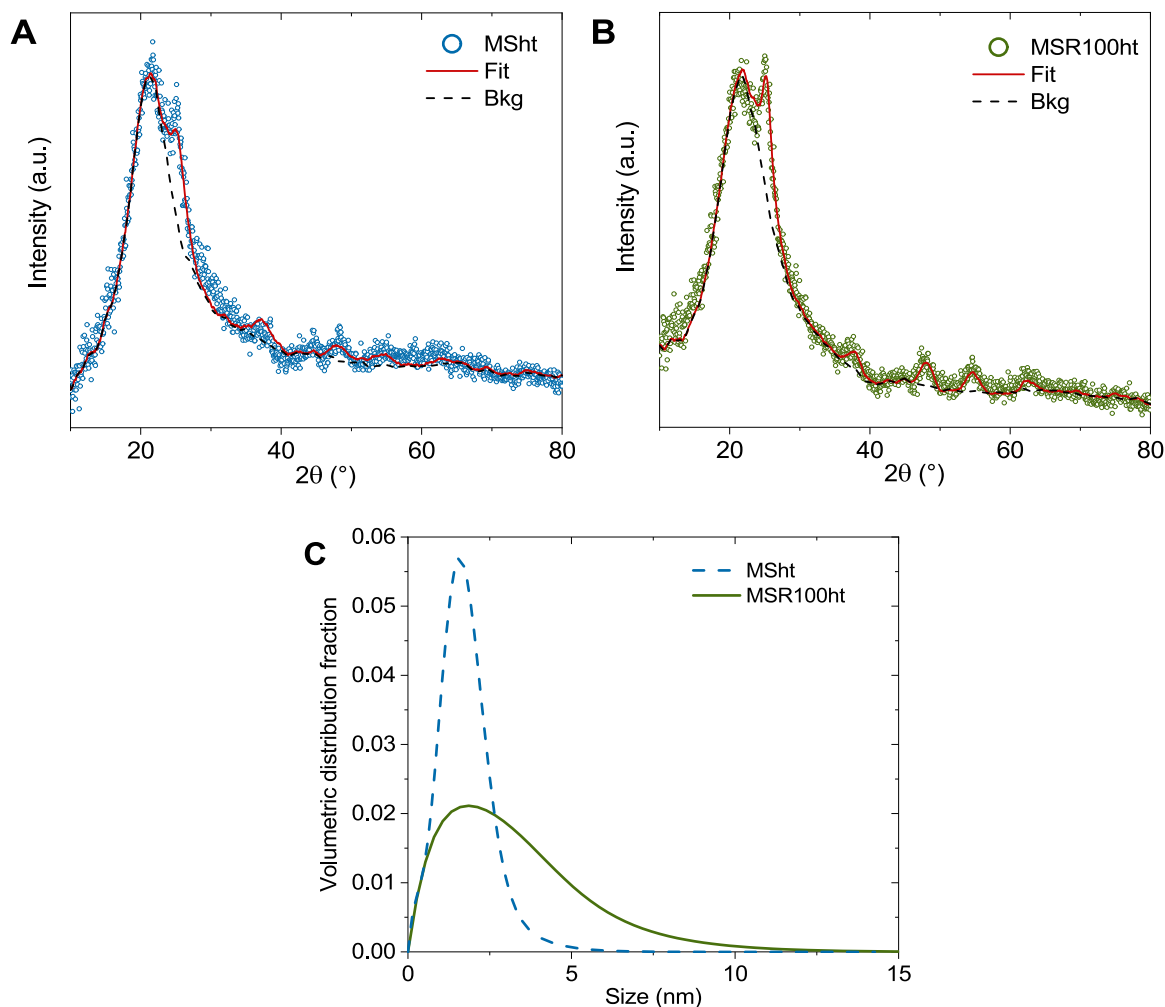 A
MSht
Fit
Bkg
Intensity (a.u.)
20 40 60 80
2θ (°)
B
MSR100ht
Fit
Bkg
Intensity (a.u.)
20 40 60 80
2θ (°)
C
MSht
MSR100ht
Volumetric distribution fraction
0.06
0.05
0.04
0.03
0.02
0.01
0.00
0 5 10 15
Size (nm)